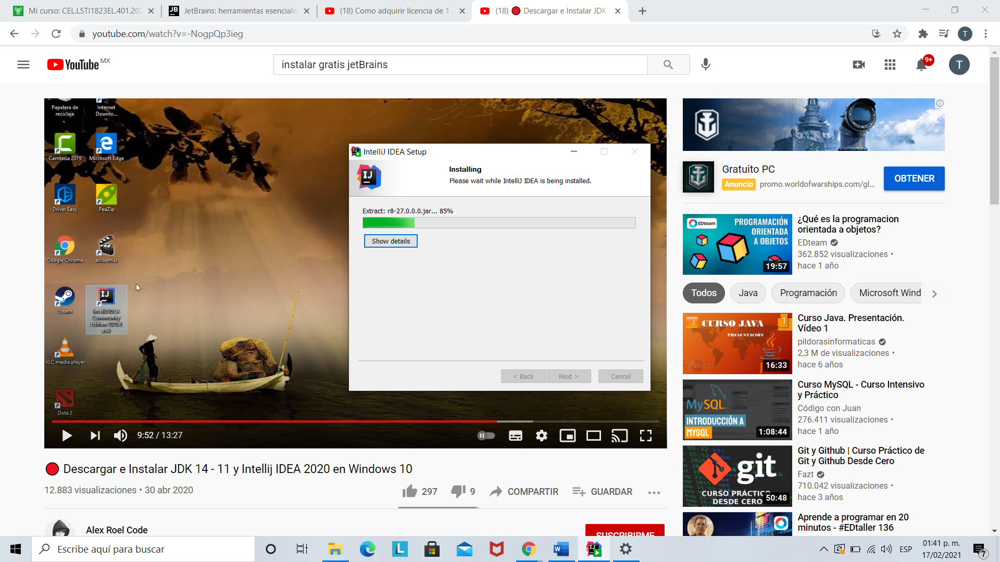 Mi curso: CEL.LSTI1823EL.401.202
JetBrains: herramientas esenciale
(18) Como adquirir licencia de 1 a
(18) 🔴 Descargar e Instalar JDK
youtube.com/watch?v=-NogpQp3ieg
T
YouTube MX
instalar gratis jetBrains
9+
T
Papelera de
reciclaje
Internet
Downlo...
Camtasia 2019
Microsoft Edge
Driver Easy
PeaZip
Google Chrome
avidemux
Steam
IntelliJ IDEA
Community
Edition 2020.1
x64
VLC media player
Dota 2
IntelliJ IDEA Setup
IJ
Installing
Please wait while IntelliJ IDEA is being installed.
Extract: r8-27.0.0.0.jar... 85%
Show details
< Back
Next >
Cancel
9:52 / 13:27
🔴 Descargar e Instalar JDK 14 - 11 y Intellij IDEA 2020 en Windows 10
12.883 visualizaciones • 30 abr 2020
297
9
COMPARTIR
GUARDAR
Alex Roel Code
SUSCRIBIRME
Gratuito PC
Anuncio
promo.worldofwarships.com/gl...
OBTENER
EDteam
PROGRAMACIÓN
ORIENTADA
A OBJETOS
19:57
¿Qué es la programacion
orientada a objetos?
EDteam
362.852 visualizaciones •
hace 1 año
Todos
Java
Programación
Microsoft Windo
CURSO JAVA
PRESENTACIÓN
1
eclipse
16:33
Curso Java. Presentación.
Vídeo 1
pildorasinformaticas
2,3 M de visualizaciones •
hace 6 años
MySQL
INTRODUCCIÓN A
MYSQL
1:08:44
Curso MySQL - Curso Intensivo
y Práctico
Código con Juan
276.411 visualizaciones •
hace 1 año
git
CURSO PRÁCTICO
DESDE CERO
50:48
Git y Github | Curso Práctico de
Git y Github Desde Cero
Fazt
710.042 visualizaciones •
hace 3 años
Aprende a programar en 20
minutos - #EDtaller 136
Escribe aquí para buscar
ESP
01:41 p. m.
17/02/2021
7